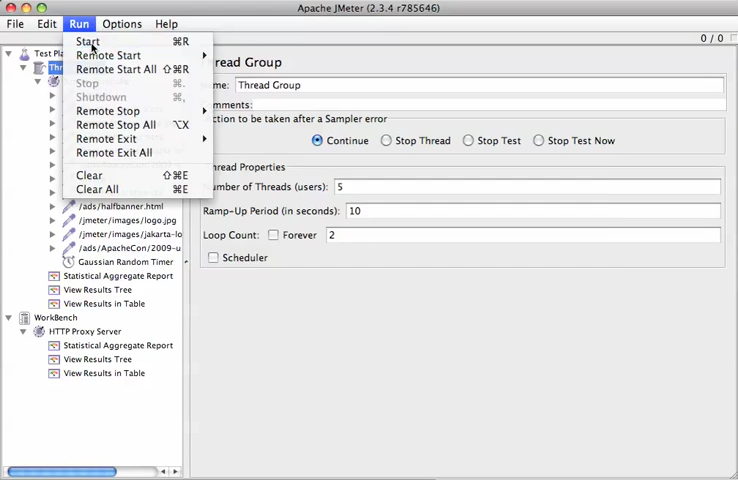 Apache JMeter (2.3.4 r785646)
File Edit Run Options Help
0 / 0
Start ⌘R
Remote Start
Remote Start All ⇧⌘R
Stop ⌘.
Shutdown ⌘,
Remote Stop
Remote Stop All ⌥X
Remote Exit
Remote Exit All
Clear ⇧⌘E
Clear All ⌘E
Test Pla
Thr
/ads/halfbanner.html
/jmeter/images/logo.jpg
/jmeter/images/jakarta-lo
/ads/ApacheCon/2009-u
Gaussian Random Timer
Statistical Aggregate Report
View Results Tree
View Results in Table
WorkBench
HTTP Proxy Server
Statistical Aggregate Report
View Results Tree
View Results in Table
Thread Group
Name: Thread Group
Comments:
Action to be taken after a Sampler error
Continue Stop Thread Stop Test Stop Test Now
Thread Properties
Number of Threads (users): 5
Ramp-Up Period (in seconds): 10
Loop Count: Forever 2
Scheduler